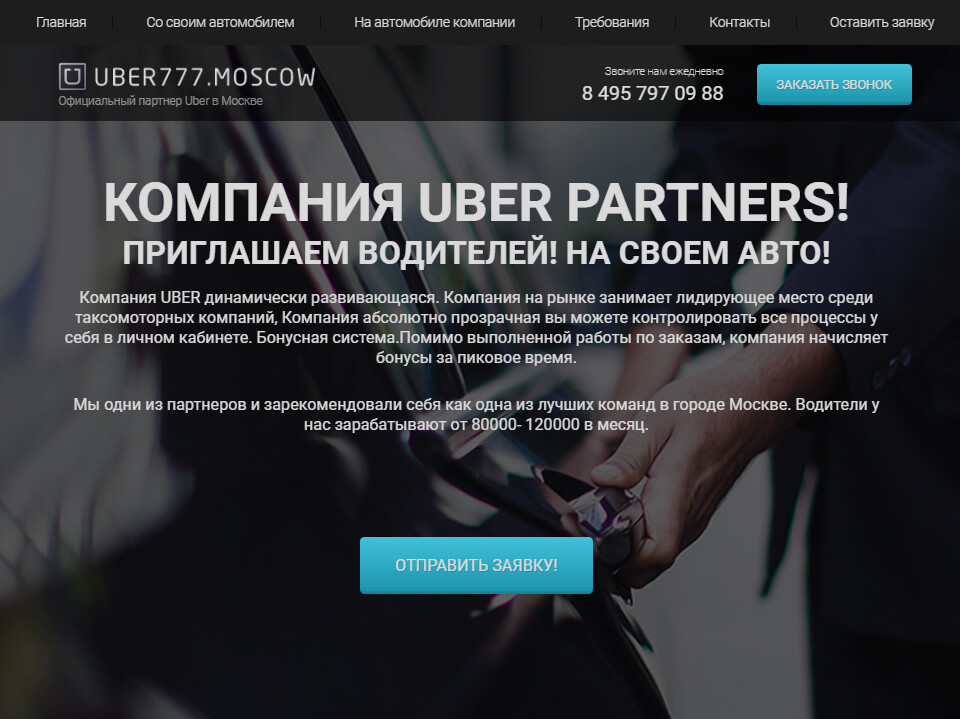 Главная
Со своим автомобилем
На автомобиле компании
Требования
Контакты
Оставить заявку
UBER777.MOSCOW
Официальный партнер Uber в Москве
Звоните нам ежедневно
8 495 797 09 88
ЗАКАЗАТЬ ЗВОНОК
КОМПАНИЯ UBER PARTNERS!
ПРИГЛАШАЕМ ВОДИТЕЛЕЙ! НА СВОЕМ АВТО!
Компания UBER динамически развивающаяся. Компания на рынке занимает лидирующее место среди
таксомоторных компаний, Компания абсолютно прозрачная вы можете контролировать все процессы у
себя в личном кабинете. Бонусная система.Помимо выполненной работы по заказам, компания начисляет
бонусы за пиковое время.
Мы одни из партнеров и зарекомендовали себя как одна из лучших команд в городе Москве. Водители у
нас зарабатывают от 80000- 120000 в месяц.
ОТПРАВИТЬ ЗАЯВКУ!